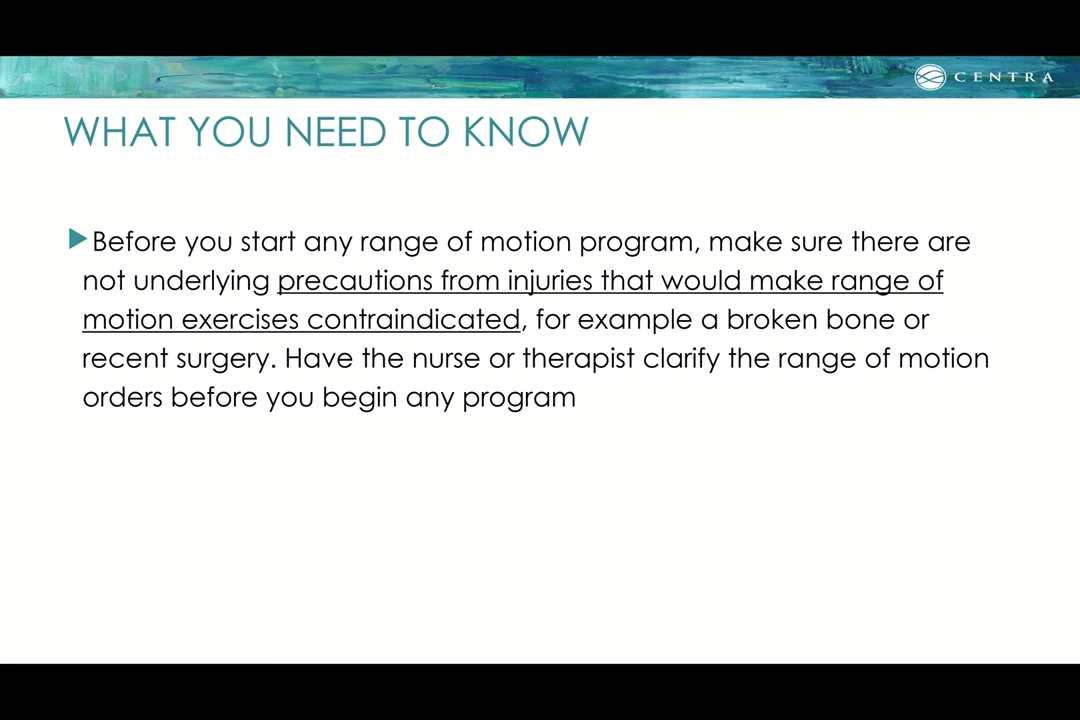 CENTRA
WHAT YOU NEED TO KNOW
Before you start any range of motion program, make sure there are
not underlying precautions from injuries that would make range of
motion exercises contraindicated, for example a broken bone or
recent surgery. Have the nurse or therapist clarify the range of motion
orders before you begin any program